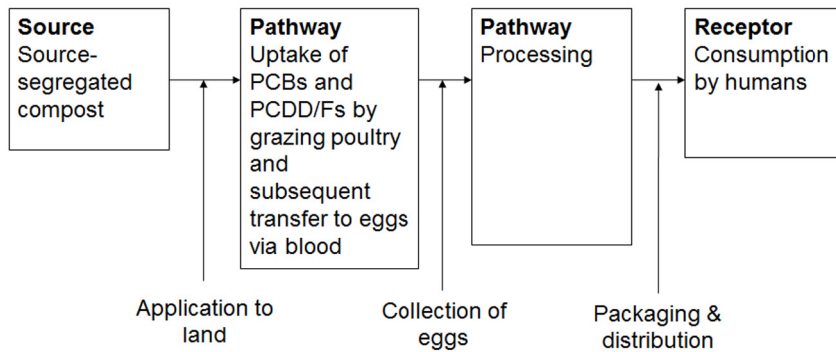 Source
Source-
segregated
compost
Pathway
Uptake of
PCBs and
PCDD/Fs by
grazing poultry
and
subsequent
transfer to eggs
via blood
Pathway
Processing
Receptor
Consumption
by humans
Application to
land
Collection of
eggs
Packaging &
distribution